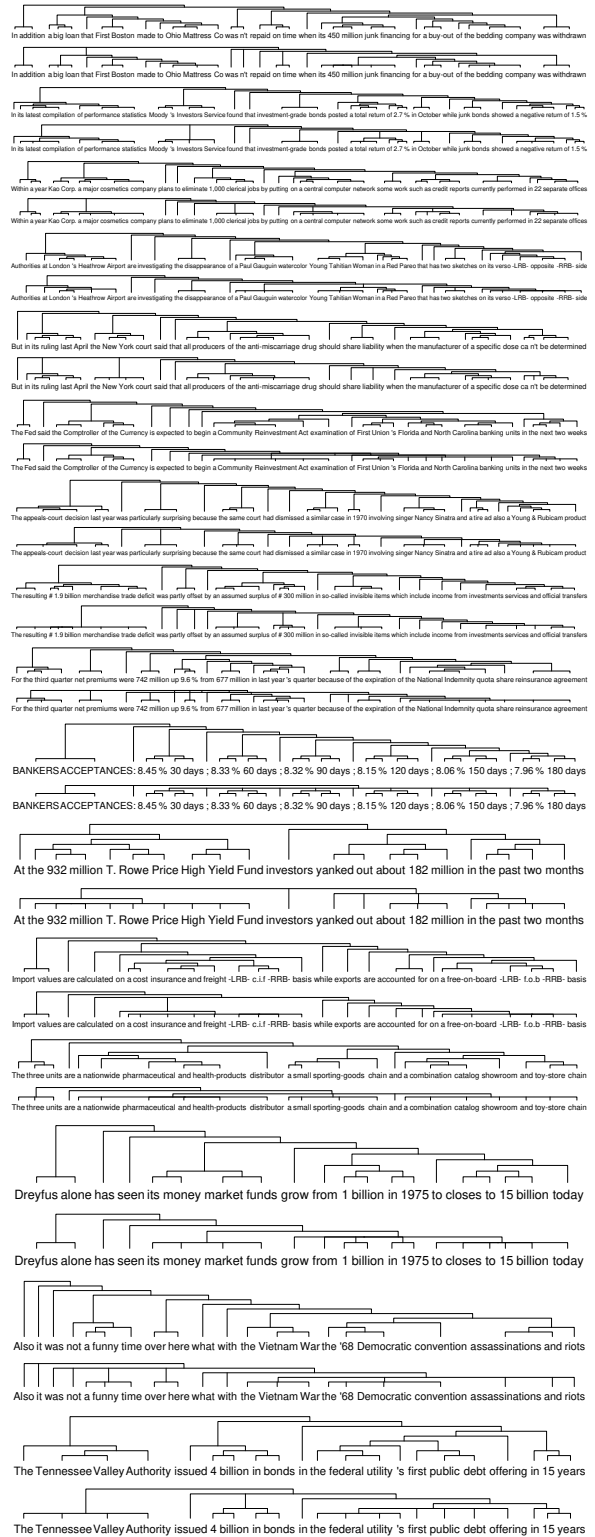 In addition a big loan that First Boston made to Ohio Mattress Co was n't repaid on time when its 450 million junk financing for a buy-out of the bedding company was withdrawn
In addition a big loan that First Boston made to Ohio Mattress Co was n't repaid on time when its 450 million junk financing for a buy-out of the bedding company was withdrawn
In its latest compilation of performance statistics Moody 's Investors Service found that investment-grade bonds posted a total return of 2.7 % in October while junk bonds showed a negative return of 1.5 %
In its latest compilation of performance statistics Moody 's Investors Service found that investment-grade bonds posted a total return of 2.7 % in October while junk bonds showed a negative return of 1.5 %
Within a year Kao Corp. a major cosmetics company plans to eliminate 1,000 clerical jobs by putting on a central computer network some work such as credit reports currently performed in 22 separate offices
Within a year Kao Corp. a major cosmetics company plans to eliminate 1,000 clerical jobs by putting on a central computer network some work such as credit reports currently performed in 22 separate offices
Authorities at London 's Heathrow Airport are investigating the disappearance of a Paul Gauguin watercolor Young Tahitian Woman in a Red Pareo that has two sketches on its verso -LRB- opposite -RRB- side
Authorities at London 's Heathrow Airport are investigating the disappearance of a Paul Gauguin watercolor Young Tahitian Woman in a Red Pareo that has two sketches on its verso -LRB- opposite -RRB- side
But in its ruling last April the New York court said that all producers of the anti-miscarriage drug should share liability when the manufacturer of a specific dose ca n't be determined
But in its ruling last April the New York court said that all producers of the anti-miscarriage drug should share liability when the manufacturer of a specific dose ca n't be determined
The Fed said the Comptroller of the Currency is expected to begin a Community Reinvestment Act examination of First Union 's Florida and North Carolina banking units in the next two weeks
The Fed said the Comptroller of the Currency is expected to begin a Community Reinvestment Act examination of First Union 's Florida and North Carolina banking units in the next two weeks
The appeals-court decision last year was particularly surprising because the same court had dismissed a similar case in 1970 involving singer Nancy Sinatra and a tire ad also a Young & Rubicam product
The appeals-court decision last year was particularly surprising because the same court had dismissed a similar case in 1970 involving singer Nancy Sinatra and a tire ad also a Young & Rubicam product
The resulting # 1.9 billion merchandise trade deficit was partly offset by an assumed surplus of # 300 million in so-called invisible items which include income from investments services and official transfers
The resulting # 1.9 billion merchandise trade deficit was partly offset by an assumed surplus of # 300 million in so-called invisible items which include income from investments services and official transfers
For the third quarter net premiums were 742 million up 9.6 % from 677 million in last year 's quarter because of the expiration of the National Indemnity quota share reinsurance agreement
For the third quarter net premiums were 742 million up 9.6 % from 677 million in last year 's quarter because of the expiration of the National Indemnity quota share reinsurance agreement
BANKERS ACCEPTANCES : 8.45 % 30 days ; 8.33 % 60 days ; 8.32 % 90 days ; 8.15 % 120 days ; 8.06 % 150 days ; 7.96 % 180 days
BANKERS ACCEPTANCES : 8.45 % 30 days ; 8.33 % 60 days ; 8.32 % 90 days ; 8.15 % 120 days ; 8.06 % 150 days ; 7.96 % 180 days
At the 932 million T. Rowe Price High Yield Fund investors yanked out about 182 million in the past two months
At the 932 million T. Rowe Price High Yield Fund investors yanked out about 182 million in the past two months
Import values are calculated on a cost insurance and freight -LRB- c.i.f -RRB- basis while exports are accounted for on a free-on-board -LRB- f.o.b -RRB- basis
Import values are calculated on a cost insurance and freight -LRB- c.i.f -RRB- basis while exports are accounted for on a free-on-board -LRB- f.o.b -RRB- basis
The three units are a nationwide pharmaceutical and health-products distributor a small sporting-goods chain and a combination catalog showroom and toy-store chain
The three units are a nationwide pharmaceutical and health-products distributor a small sporting-goods chain and a combination catalog showroom and toy-store chain
Dreyfus alone has seen its money market funds grow from 1 billion in 1975 to closes to 15 billion today
Dreyfus alone has seen its money market funds grow from 1 billion in 1975 to closes to 15 billion today
Also it was not a funny time over here what with the Vietnam War the '68 Democratic convention assassinations and riots
Also it was not a funny time over here what with the Vietnam War the '68 Democratic convention assassinations and riots
The Tennessee Valley Authority issued 4 billion in bonds in the federal utility 's first public debt offering in 15 years
The Tennessee Valley Authority issued 4 billion in bonds in the federal utility 's first public debt offering in 15 years